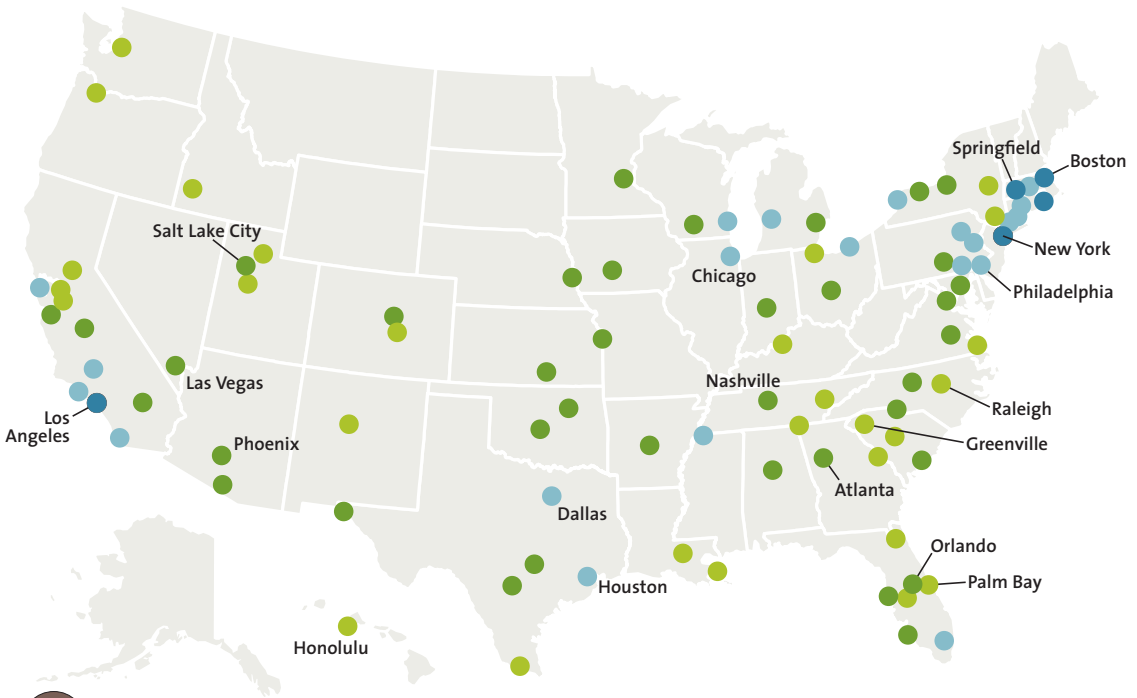 Springfield
Boston
Salt Lake City
New York
Chicago
Philadelphia
Nashville
Las Vegas
Los
Angeles
Raleigh
Phoenix
Greenville
Atlanta
Dallas
Orlando
Palm Bay
Houston
Honolulu